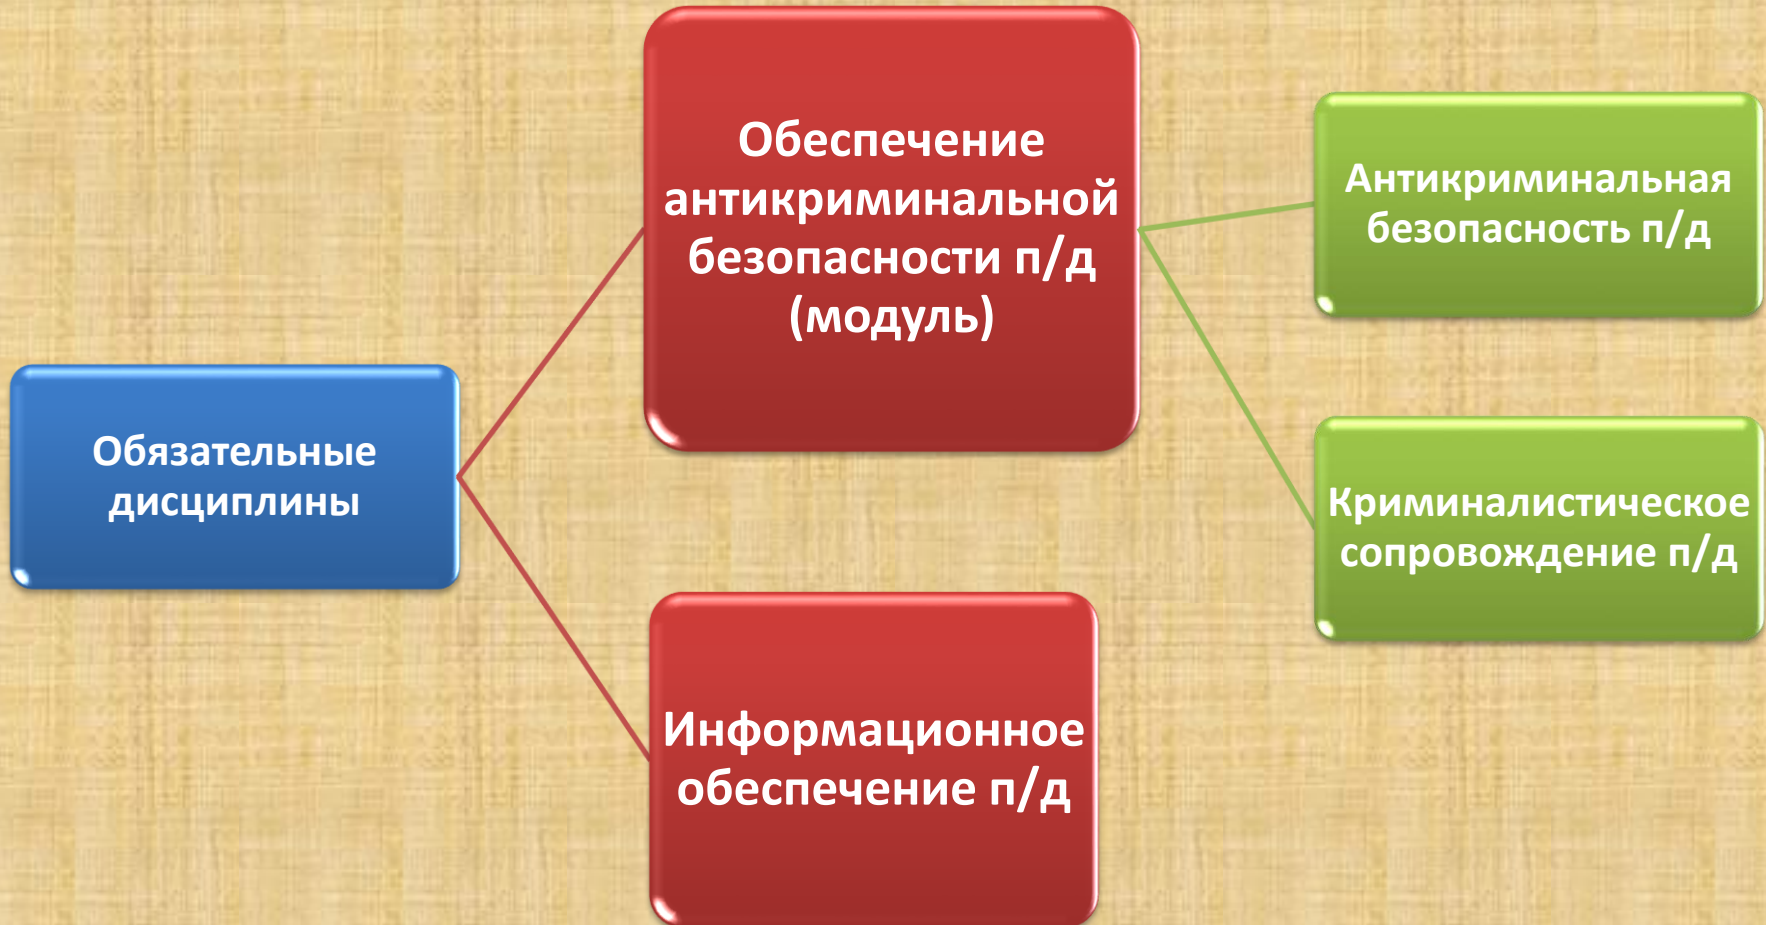 Обязательные
дисциплины
Обеспечение
антикриминальной
безопасности п/д
(модуль)
Информационное
обеспечение п/д
Антикриминальная
безопасность п/д
Криминалистическое
сопровождение п/д